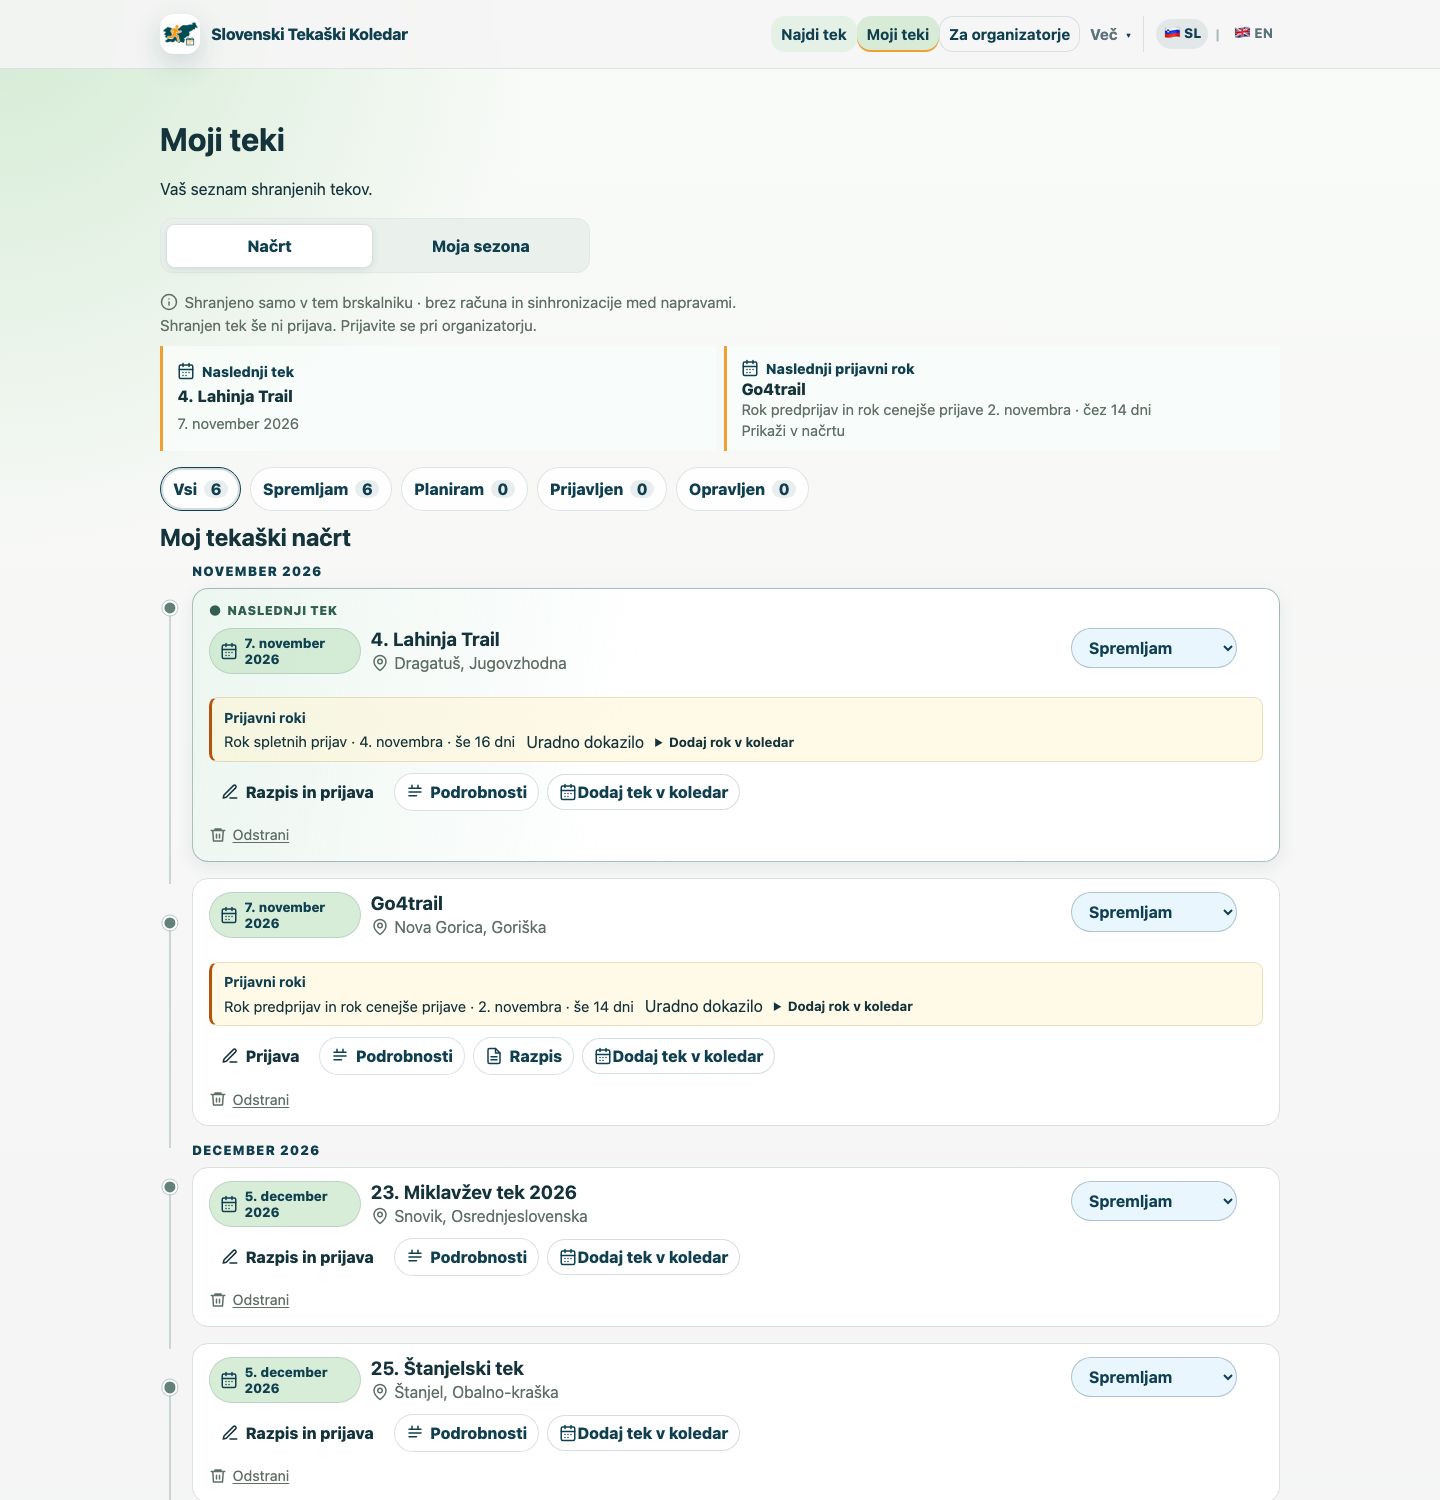 Slovenski Tekaški Koledar
Najdi tek
Moji teki
Za organizatorje
Več
SL | EN
Moji teki
Vaš seznam shranjenih tekov.
Načrt
Moja sezona
Shranjeno samo v tem brskalniku · brez računa in sinhronizacije med napravami.
Shranjen tek še ni prijava. Prijavite se pri organizatorju.
Naslednji tek
4. Lahinja Trail
7. november 2026
Naslednji prijavni rok
Go4trail
Rok predprijav in rok cenejše prijave 2. novembra · čez 14 dni
Prikaži v načrtu
Vsi 6
Spremljam 6
Planiram 0
Prijavljen 0
Opravljen 0
Moj tekaški načrt
NOVEMBER 2026
NASLEDNJI TEK
7. november
2026
4. Lahinja Trail
Dragatuš, Jugovzhodna
Spremljam
Prijavni roki
Rok spletnih prijav · 4. novembra · še 16 dni Uradno dokazilo ▶ Dodaj rok v koledar
Razpis in prijava
Podrobnosti
Dodaj tek v koledar
Odstrani
7. november
2026
Go4trail
Nova Gorica, Goriška
Spremljam
Prijavni roki
Rok predprijav in rok cenejše prijave · 2. novembra · še 14 dni Uradno dokazilo ▶ Dodaj rok v koledar
Prijava
Podrobnosti
Razpis
Dodaj tek v koledar
Odstrani
DECEMBER 2026
5. december
2026
23. Miklavžev tek 2026
Snovik, Osrednjeslovenska
Spremljam
Razpis in prijava
Podrobnosti
Dodaj tek v koledar
Odstrani
5. december
2026
25. Štanjelski tek
Štanjel, Obalno-kraška
Spremljam
Razpis in prijava
Podrobnosti
Dodaj tek v koledar
Odstrani